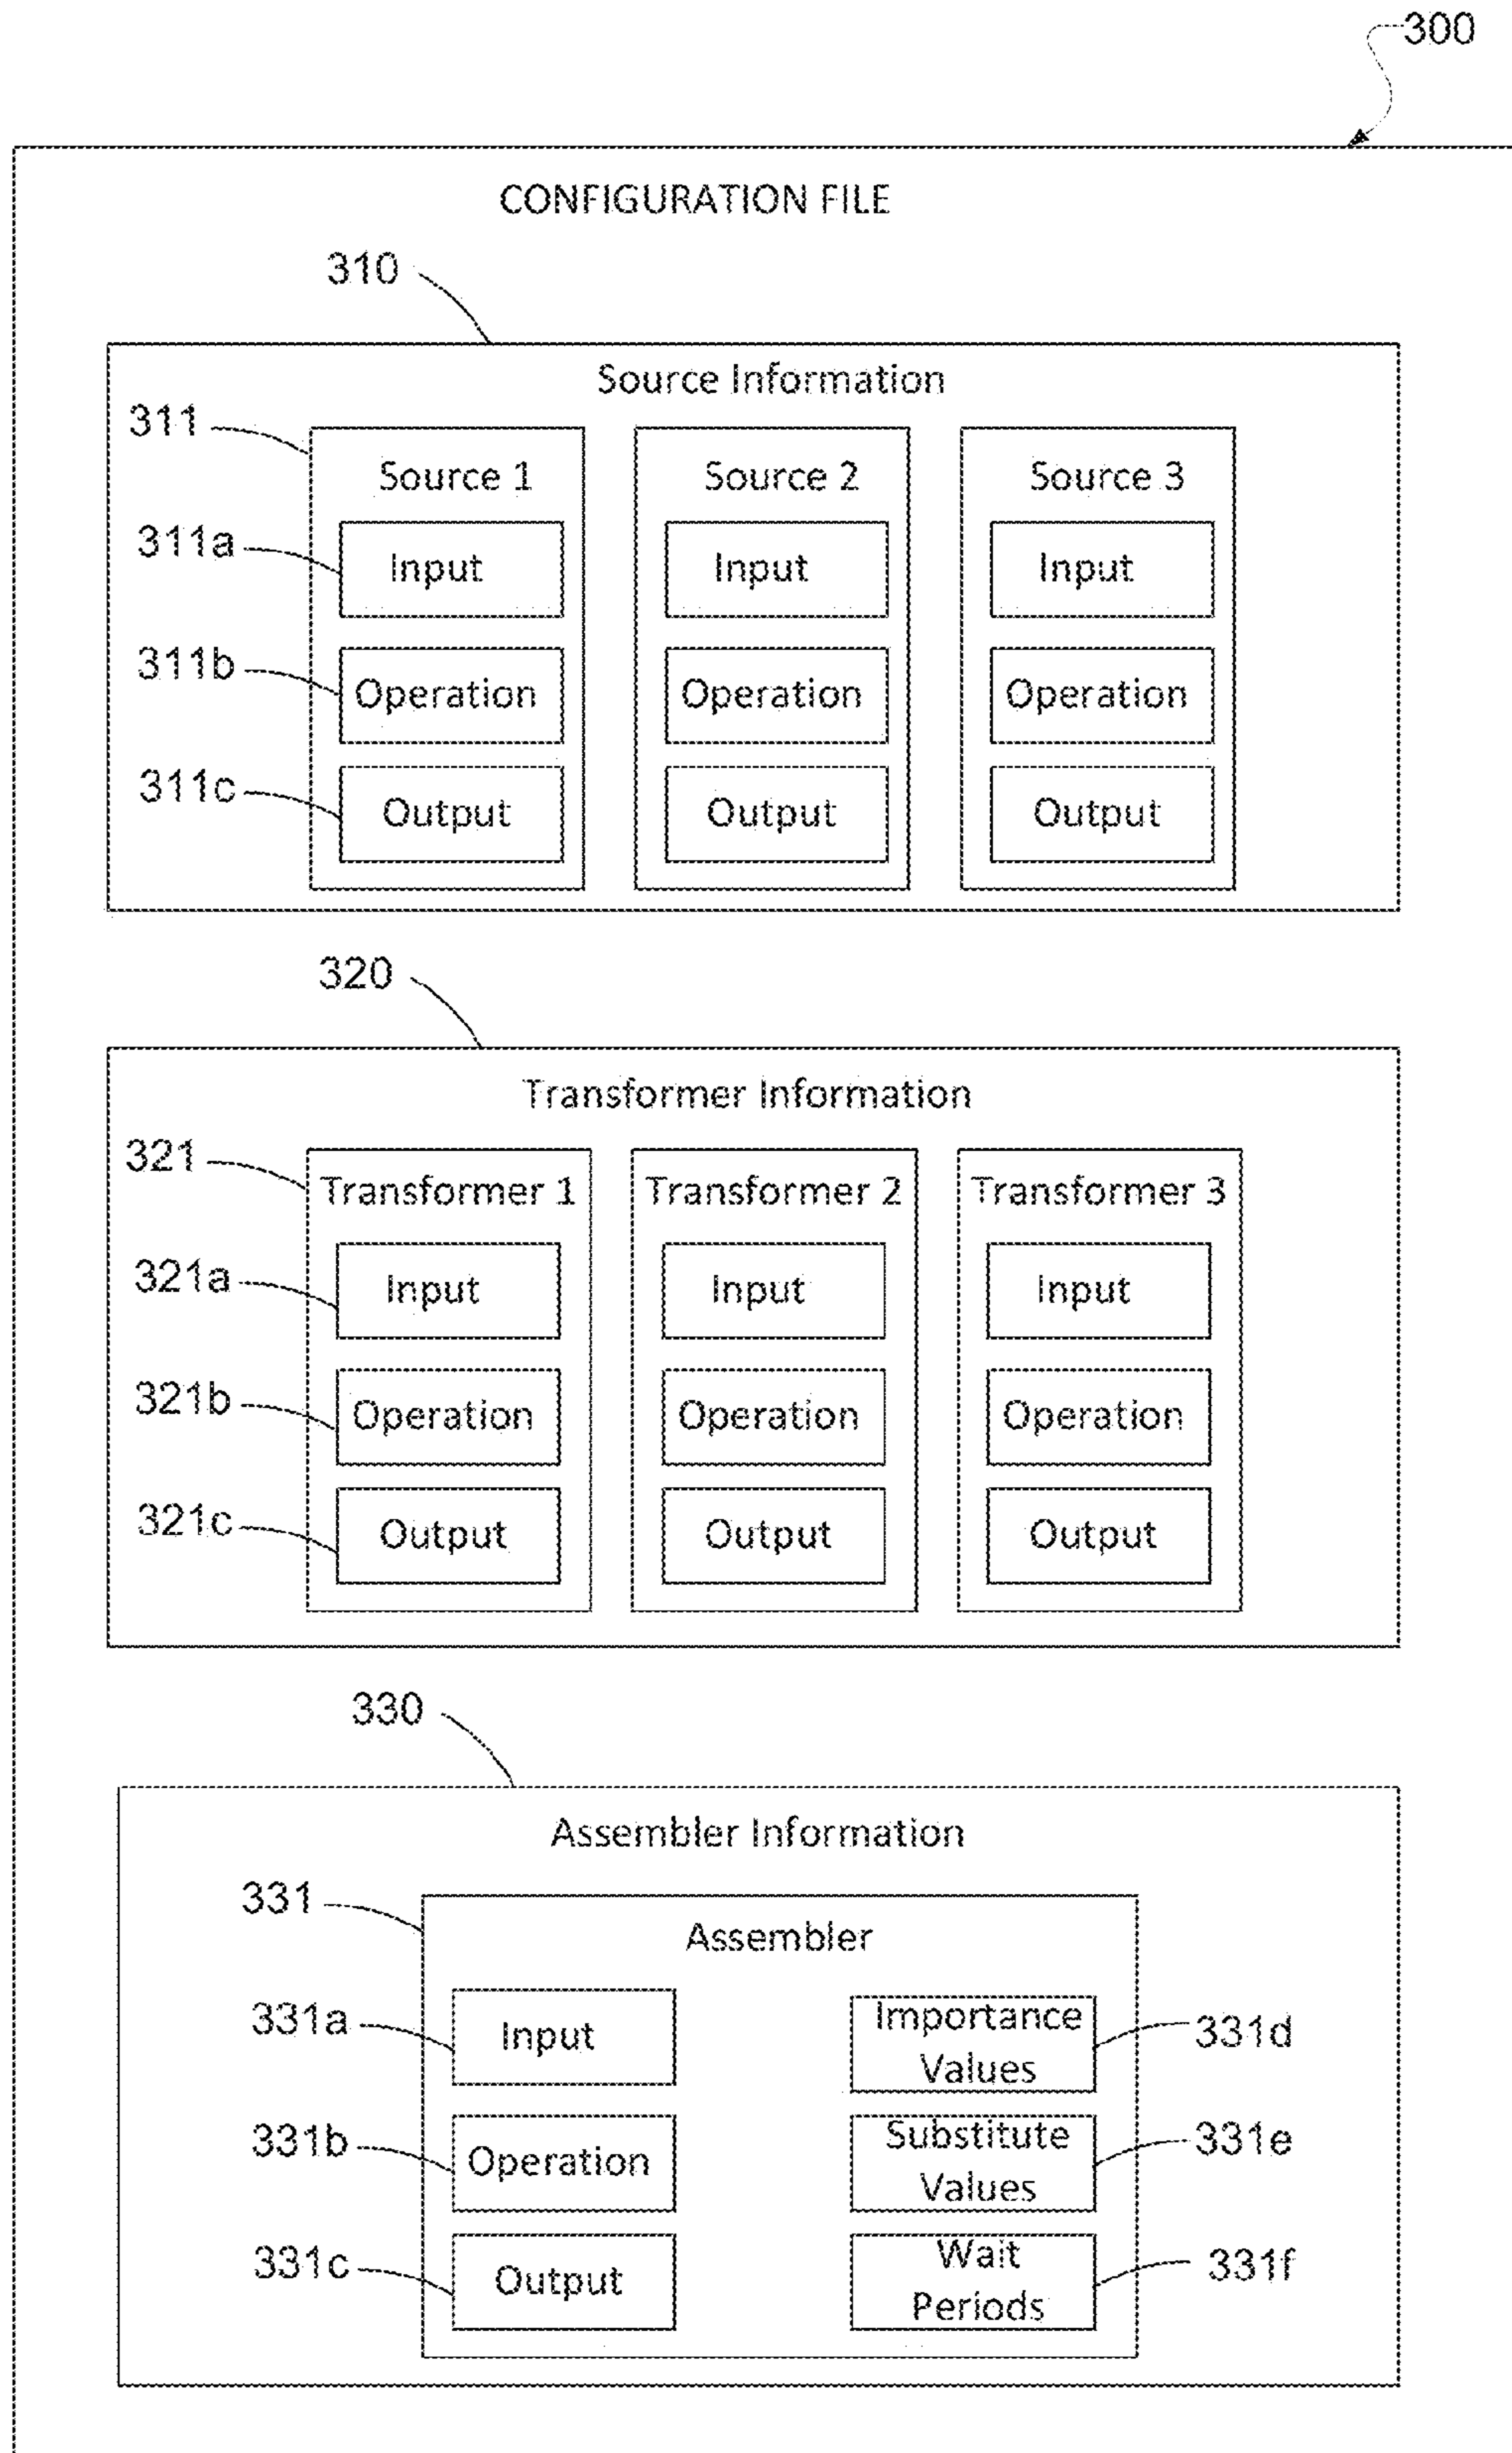 300
CONFIGURATION FILE
310
Source Information
311
Source 1
Source 2
Source 3
311a
Input
Input
Input
311b
Operation
Operation
Operation
311c
Output
Output
Output
320
Transformer Information
321
Transformer 1
Transformer 2
Transformer 3
321a
Input
Input
Input
321b
Operation
Operation
Operation
321c
Output
Output
Output
330
Assembler Information
331
Assembler
331a
Input
Importance
Values
331d
331b
Operation
Substitute
Values
331e
331c
Output
Wait
Periods
331f